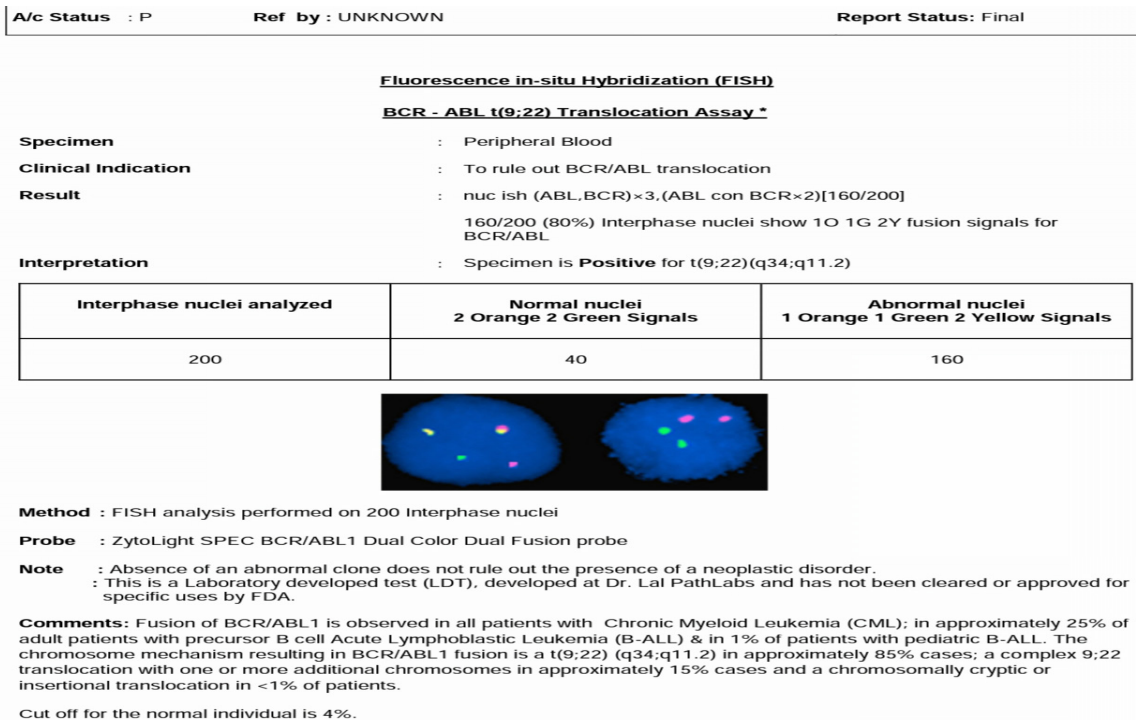 A/c Status : P Ref by : UNKNOWN Report Status: Final
Fluorescence in-situ Hybridization (FISH)
BCR - ABL t(9;22) Translocation Assay *
Specimen : Peripheral Blood
Clinical Indication : To rule out BCR/ABL translocation
Result : nuc ish (ABL,BCR)×3,(ABL con BCR×2)[160/200]
160/200 (80%) Interphase nuclei show 1O 1G 2Y fusion signals for
BCR/ABL
Interpretation : Specimen is Positive for t(9;22)(q34;q11.2)
Interphase nuclei analyzed Normal nuclei Abnormal nuclei
2 Orange 2 Green Signals 1 Orange 1 Green 2 Yellow Signals
200 40 160
Method : FISH analysis performed on 200 Interphase nuclei
Probe : ZytoLight SPEC BCR/ABL1 Dual Color Dual Fusion probe
Note : Absence of an abnormal clone does not rule out the presence of a neoplastic disorder.
: This is a Laboratory developed test (LDT), developed at Dr. Lal PathLabs and has not been cleared or approved for
specific uses by FDA.
Comments: Fusion of BCR/ABL1 is observed in all patients with Chronic Myeloid Leukemia (CML); in approximately 25% of
adult patients with precursor B cell Acute Lymphoblastic Leukemia (B-ALL) & in 1% of patients with pediatric B-ALL. The
chromosome mechanism resulting in BCR/ABL1 fusion is a t(9;22) (q34;q11.2) in approximately 85% cases; a complex 9;22
translocation with one or more additional chromosomes in approximately 15% cases and a chromosomally cryptic or
insertional translocation in <1% of patients.
Cut off for the normal individual is 4%.